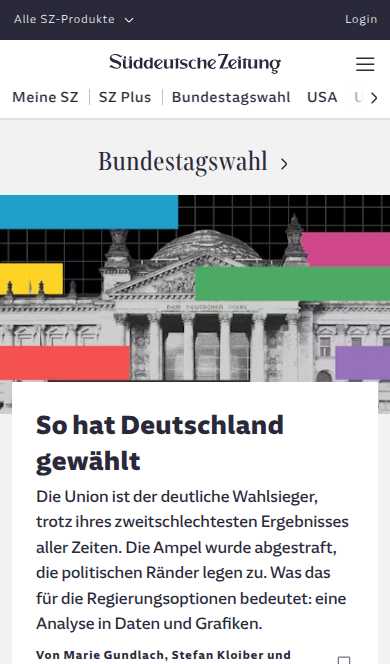 Alle SZ-Produkte
Login
Süddeutsche Zeitung
Meine SZ
SZ Plus
Bundestagswahl
USA
Bundestagswahl
DEM DEUTSCHEN VOLKE
So hat Deutschland
gewählt
Die Union ist der deutliche Wahlsieger,
trotz ihres zweitschlechtesten Ergebnisses
aller Zeiten. Die Ampel wurde abgestraft,
die politischen Ränder legen zu. Was das
für die Regierungsoptionen bedeutet: eine
Analyse in Daten und Grafiken.
Von Marie Gundlach, Stefan Kloiber und